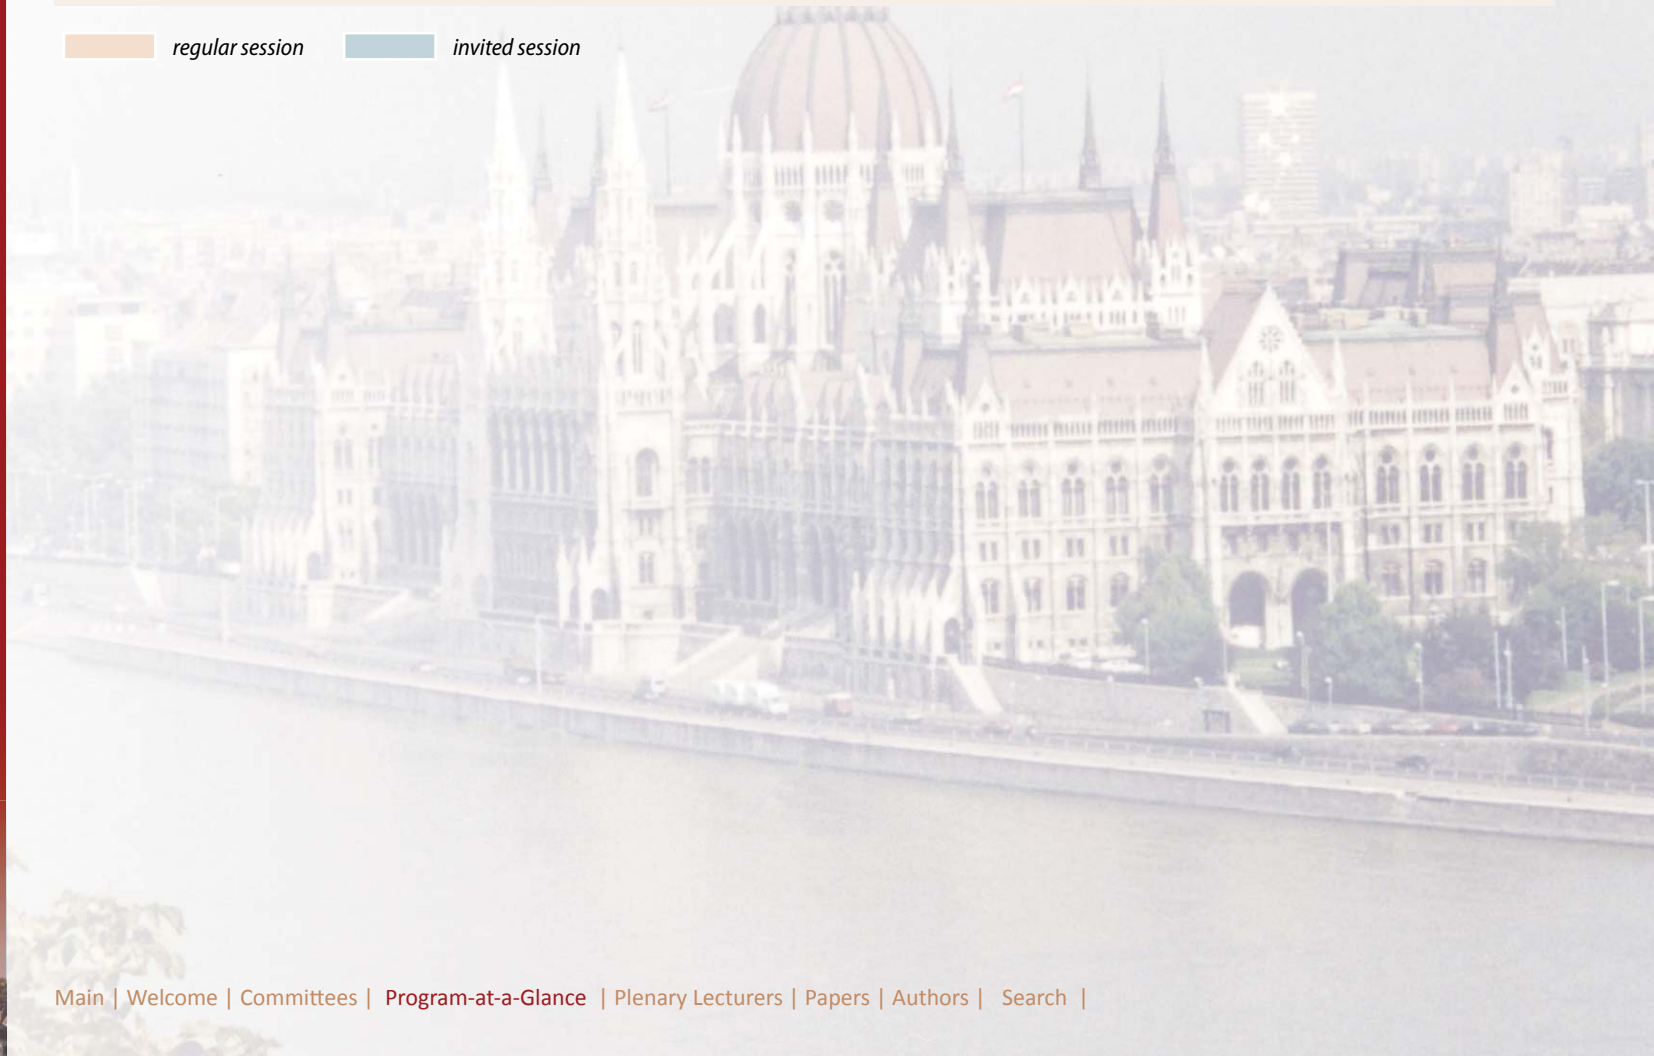 regular session invited session
Main | Welcome | Committees | Program-at-a-Glance | Plenary Lecturers | Papers | Authors | Search |